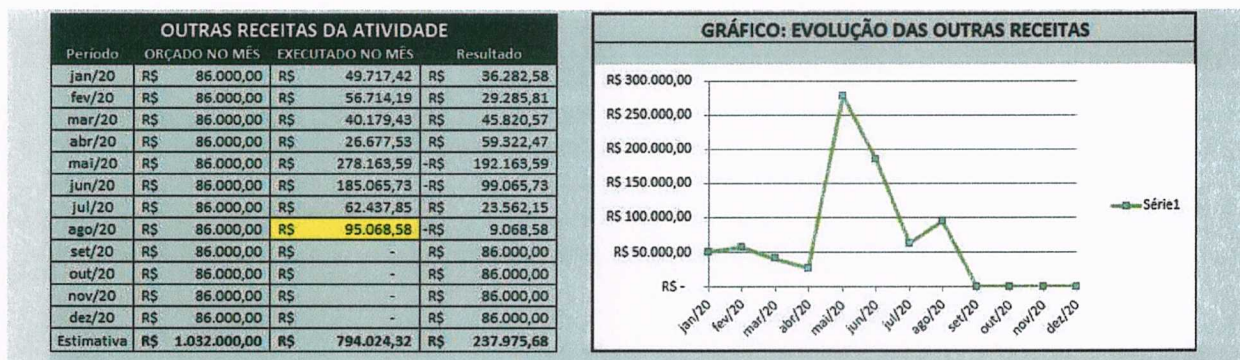 OUTRAS RECEITAS DA ATIVIDADE
Período ORÇADO NO MÊS EXECUTADO NO MÊS Resultado
jan/20 R$ 86.000,00 R$ 49.717,42 R$ 36.282,58
fev/20 R$ 86.000,00 R$ 56.714,19 R$ 29.285,81
mar/20 R$ 86.000,00 R$ 40.179,43 R$ 45.820,57
abr/20 R$ 86.000,00 R$ 26.677,53 R$ 59.322,47
mai/20 R$ 86.000,00 R$ 278.163,59 -R$ 192.163,59
jun/20 R$ 86.000,00 R$ 185.065,73 -R$ 99.065,73
jul/20 R$ 86.000,00 R$ 62.437,85 R$ 23.562,15
ago/20 R$ 86.000,00 R$ 95.068,58 -R$ 9.068,58
set/20 R$ 86.000,00 R$ - R$ 86.000,00
out/20 R$ 86.000,00 R$ - R$ 86.000,00
nov/20 R$ 86.000,00 R$ - R$ 86.000,00
dez/20 R$ 86.000,00 R$ - R$ 86.000,00
Estimativa R$ 1.032.000,00 R$ 794.024,32 R$ 237.975,68
GRÁFICO: EVOLUÇÃO DAS OUTRAS RECEITAS
R$ 300.000,00
R$ 250.000,00
R$ 200.000,00
R$ 150.000,00
R$ 100.000,00
R$ 50.000,00
R$ -
jan/20 fev/20 mar/20 abr/20 mai/20 jun/20 jul/20 ago/20 set/20 out/20 nov/20 dez/20
Série1